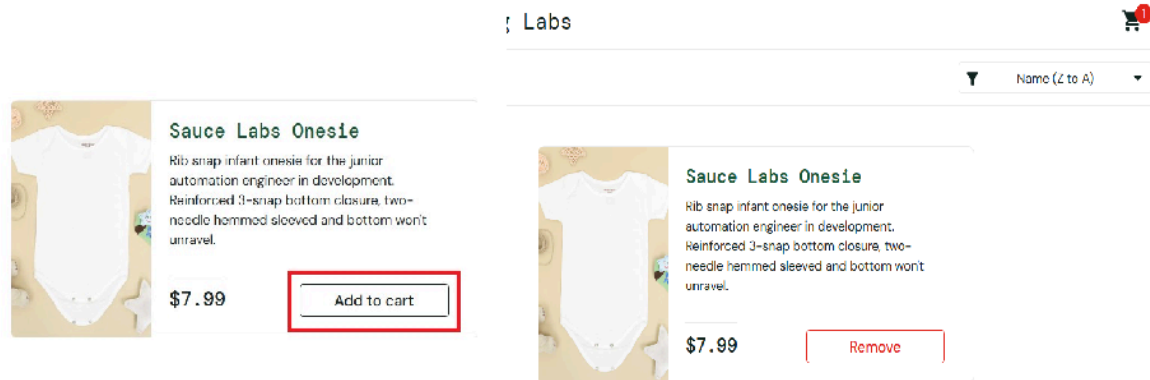 Labs
1
Name (Z to A)
Sauce Labs Onesie
Rib snap infant onesie for the junior
automation engineer in development.
Reinforced 3-snap bottom closure, two-
needle hemmed sleeved and bottom won't
unravel.
$7.99
Add to cart
Sauce Labs Onesie
Rib snap infant onesie for the junior
automation engineer in development.
Reinforced 3-snap bottom closure, two-
needle hemmed sleeved and bottom won't
unravel.
$7.99
Remove